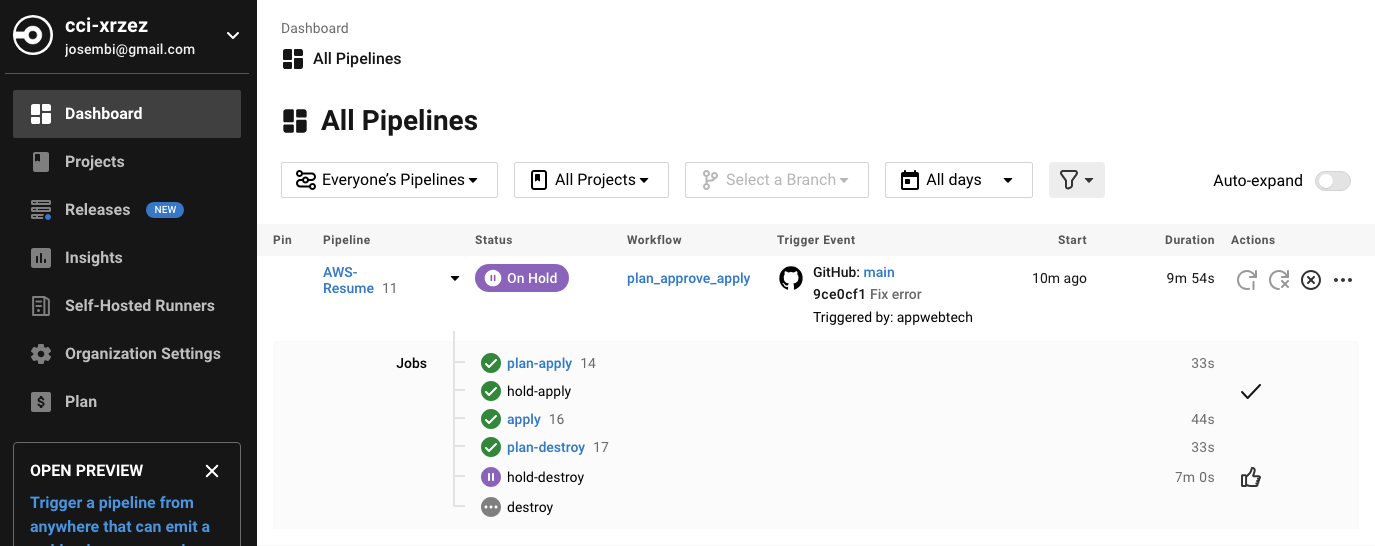 cci-xrzez
josembi@gmail.com
Dashboard
Projects
Releases NEW
Insights
Self-Hosted Runners
Organization Settings
Plan
OPEN PREVIEW
Trigger a pipeline from
anywhere that can emit a
Dashboard
All Pipelines
All Pipelines
Everyone’s Pipelines All Projects Select a Branch All days Auto-expand
Pin Pipeline Status Workflow Trigger Event Start Duration Actions
AWS-
Resume 11 On Hold plan_approve_apply GitHub: main 10m ago 9m 54s
9ce0cf1 Fix error
Triggered by: appwebtech
Jobs plan-apply 14 33s
hold-apply
apply 16 44s
plan-destroy 17 33s
hold-destroy 7m 0s
destroy